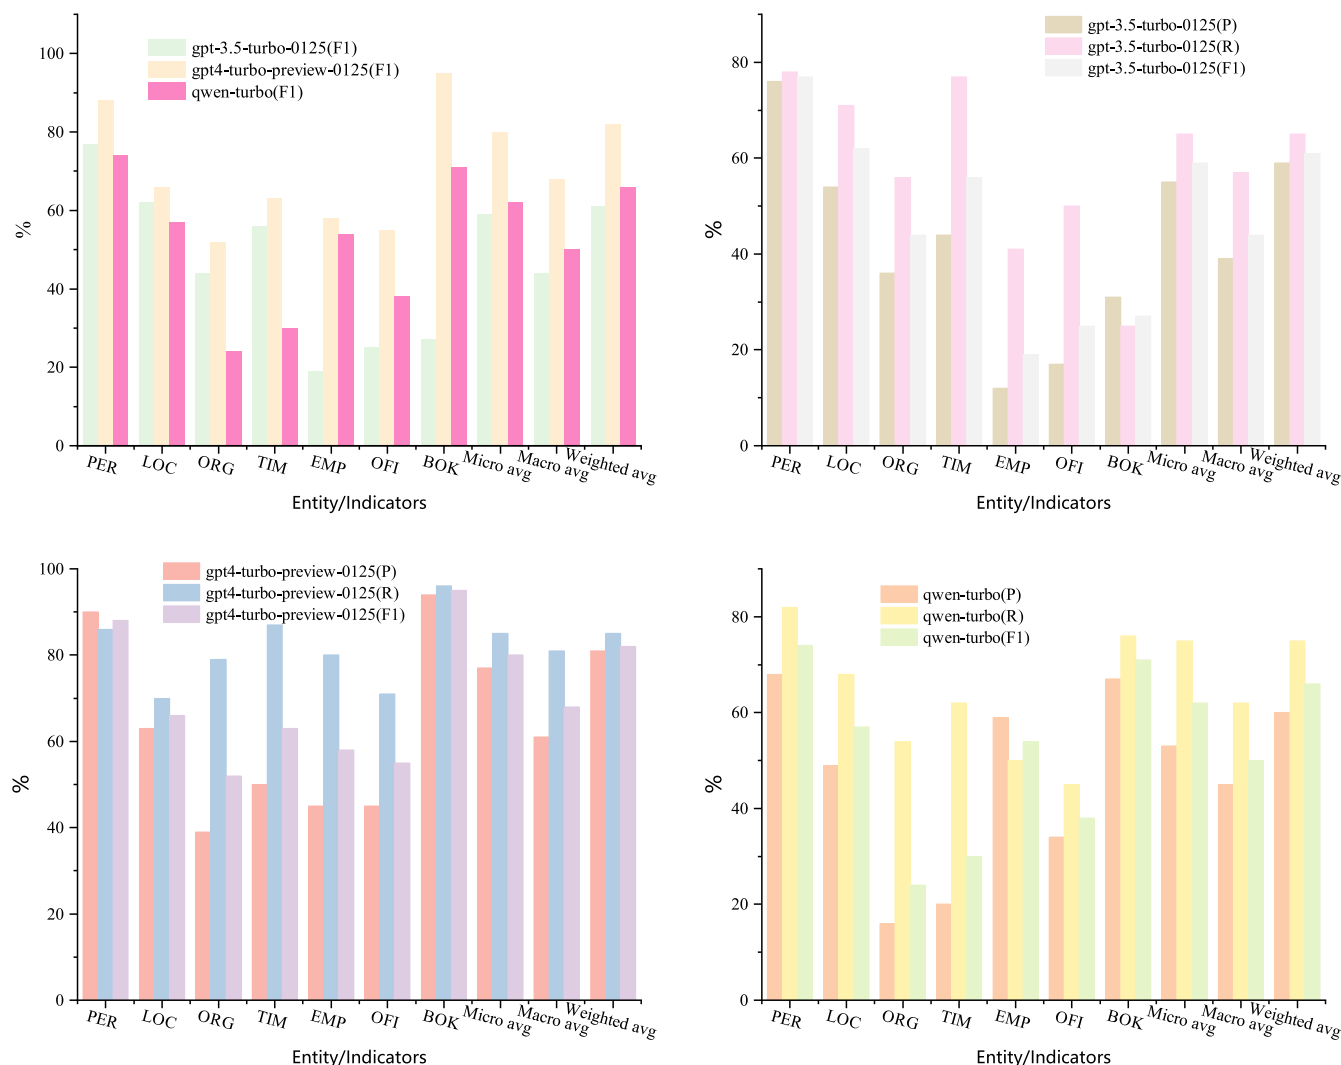 gpt-3.5-turbo-0125(F1)
gpt4-turbo-preview-0125(F1)
qwen-turbo(F1)
100
80
60
40
20
0
%
PER LOC ORG TIM EMP OFI BOK Micro avg Macro avg Weighted avg
Entity/Indicators
gpt-3.5-turbo-0125(P)
gpt-3.5-turbo-0125(R)
gpt-3.5-turbo-0125(F1)
80
60
40
20
0
%
PER LOC ORG TIM EMP OFI BOK Micro avg Macro avg Weighted avg
Entity/Indicators
gpt4-turbo-preview-0125(P)
gpt4-turbo-preview-0125(R)
gpt4-turbo-preview-0125(F1)
100
80
60
40
20
0
%
PER LOC ORG TIM EMP OFI BOK Micro avg Macro avg Weighted avg
Entity/Indicators
qwen-turbo(P)
qwen-turbo(R)
qwen-turbo(F1)
80
60
40
20
0
%
PER LOC ORG TIM EMP OFI BOK Micro avg Macro avg Weighted avg
Entity/Indicators